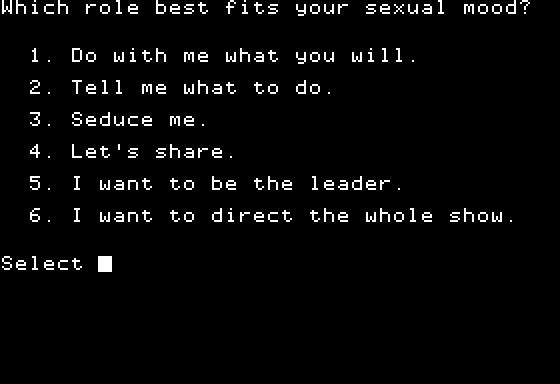 Which role best fits your sexual mood?
1. Do with me what you will.
2. Tell me what to do.
3. Seduce me.
4. Let's share.
5. I want to be the leader.
6. I want to direct the whole show.
Select